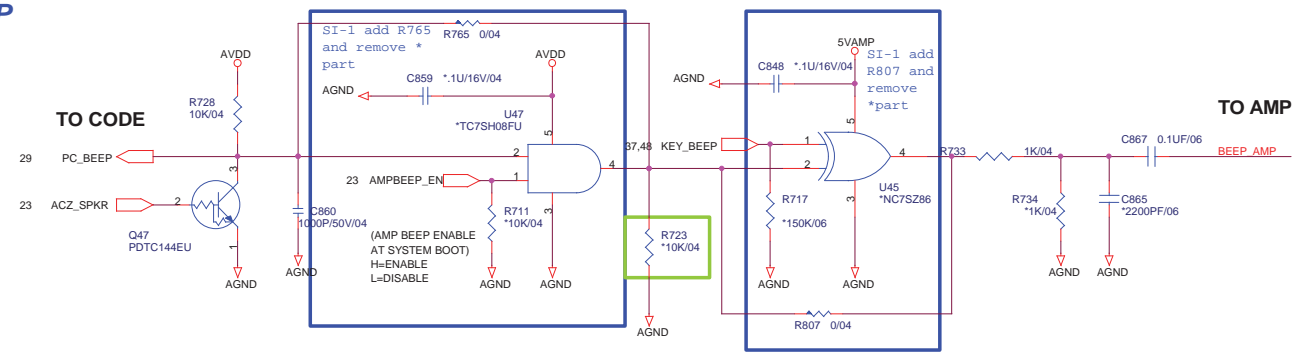 P
SI-1 add R765
and remove *
part
R765 0/04
AVDD
AVDD
C859 *.1U/16V/04
AGND
R728
10K/04
TO CODE
U47
*TC7SH08FU
5
29 PC_BEEP
3
2
4
23 AMPBEEP_EN
1
23 ACZ_SPKR
2
Q47
PDTC144EU
1
AGND
C860
1000P/50V/04
AGND
R711
*10K/04
3
(AMP BEEP ENABLE
AT SYSTEM BOOT)
H=ENABLE
L=DISABLE
AGND
AGND
R723
*10K/04
AGND
5VAMP
SI-1 add
R807 and
remove
*part
C848 *.1U/16V/04
AGND
5
37,48 KEY_BEEP
1
2
4
U45
*NC7SZ86
3
R717
*150K/06
AGND
AGND
R807 0/04
R733 1K/04
R734
*1K/04
AGND
C865
*2200PF/06
AGND
C867 0.1UF/06
TO AMP
BEEP_AMP